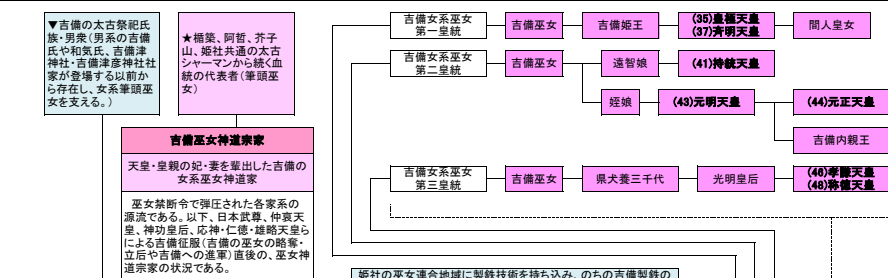 ▼吉備の太古祭祀氏
族・男衆(男系の吉備
氏や和気氏、吉備津
神社・吉備津彦神社社
家が登場する以前か
ら存在し、女系筆頭巫
女を支える。)
★楯築、阿哲、芥子
山、姫社共通の太古
シャーマンから続く血
統の代表者(筆頭巫
女)
吉備巫女神道宗家
天皇・皇親の妃・妻を輩出した吉備の
女系巫女神道家
巫女禁断令で弾圧された各家系の
源流である。以下、日本武尊、仲哀天
皇、神功皇后、応神・仁徳・雄略天皇ら
による吉備征服(吉備の巫女の略奪・
立后や吉備への進軍)直後の、巫女神
道宗家の状況である。
吉備女系巫女
第一皇統
吉備巫女
吉備姫王
(35)皇極天皇
(37)斉明天皇
間人皇女
吉備女系巫女
第二皇統
吉備巫女
遠智娘
(41)持統天皇
姪娘
(43)元明天皇
(44)元正天皇
吉備内親王
吉備女系巫女
第三皇統
吉備巫女
県犬養三千代
光明皇后
(46)孝謙天皇
(48)称徳天皇
姫社の巫女連合地域に製鉄技術を持ち込み、のちの吉備製鉄の